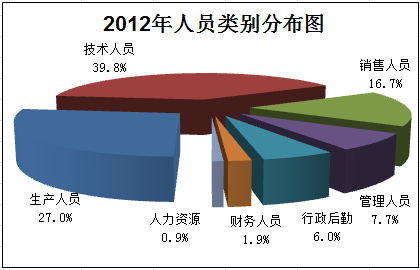 2012年人员类别分布图
技术人员
39.8%
销售人员
16.7%
生产人员
27.0%
人力资源
0.9%
财务人员
1.9%
行政后勤
6.0%
管理人员
7.7%